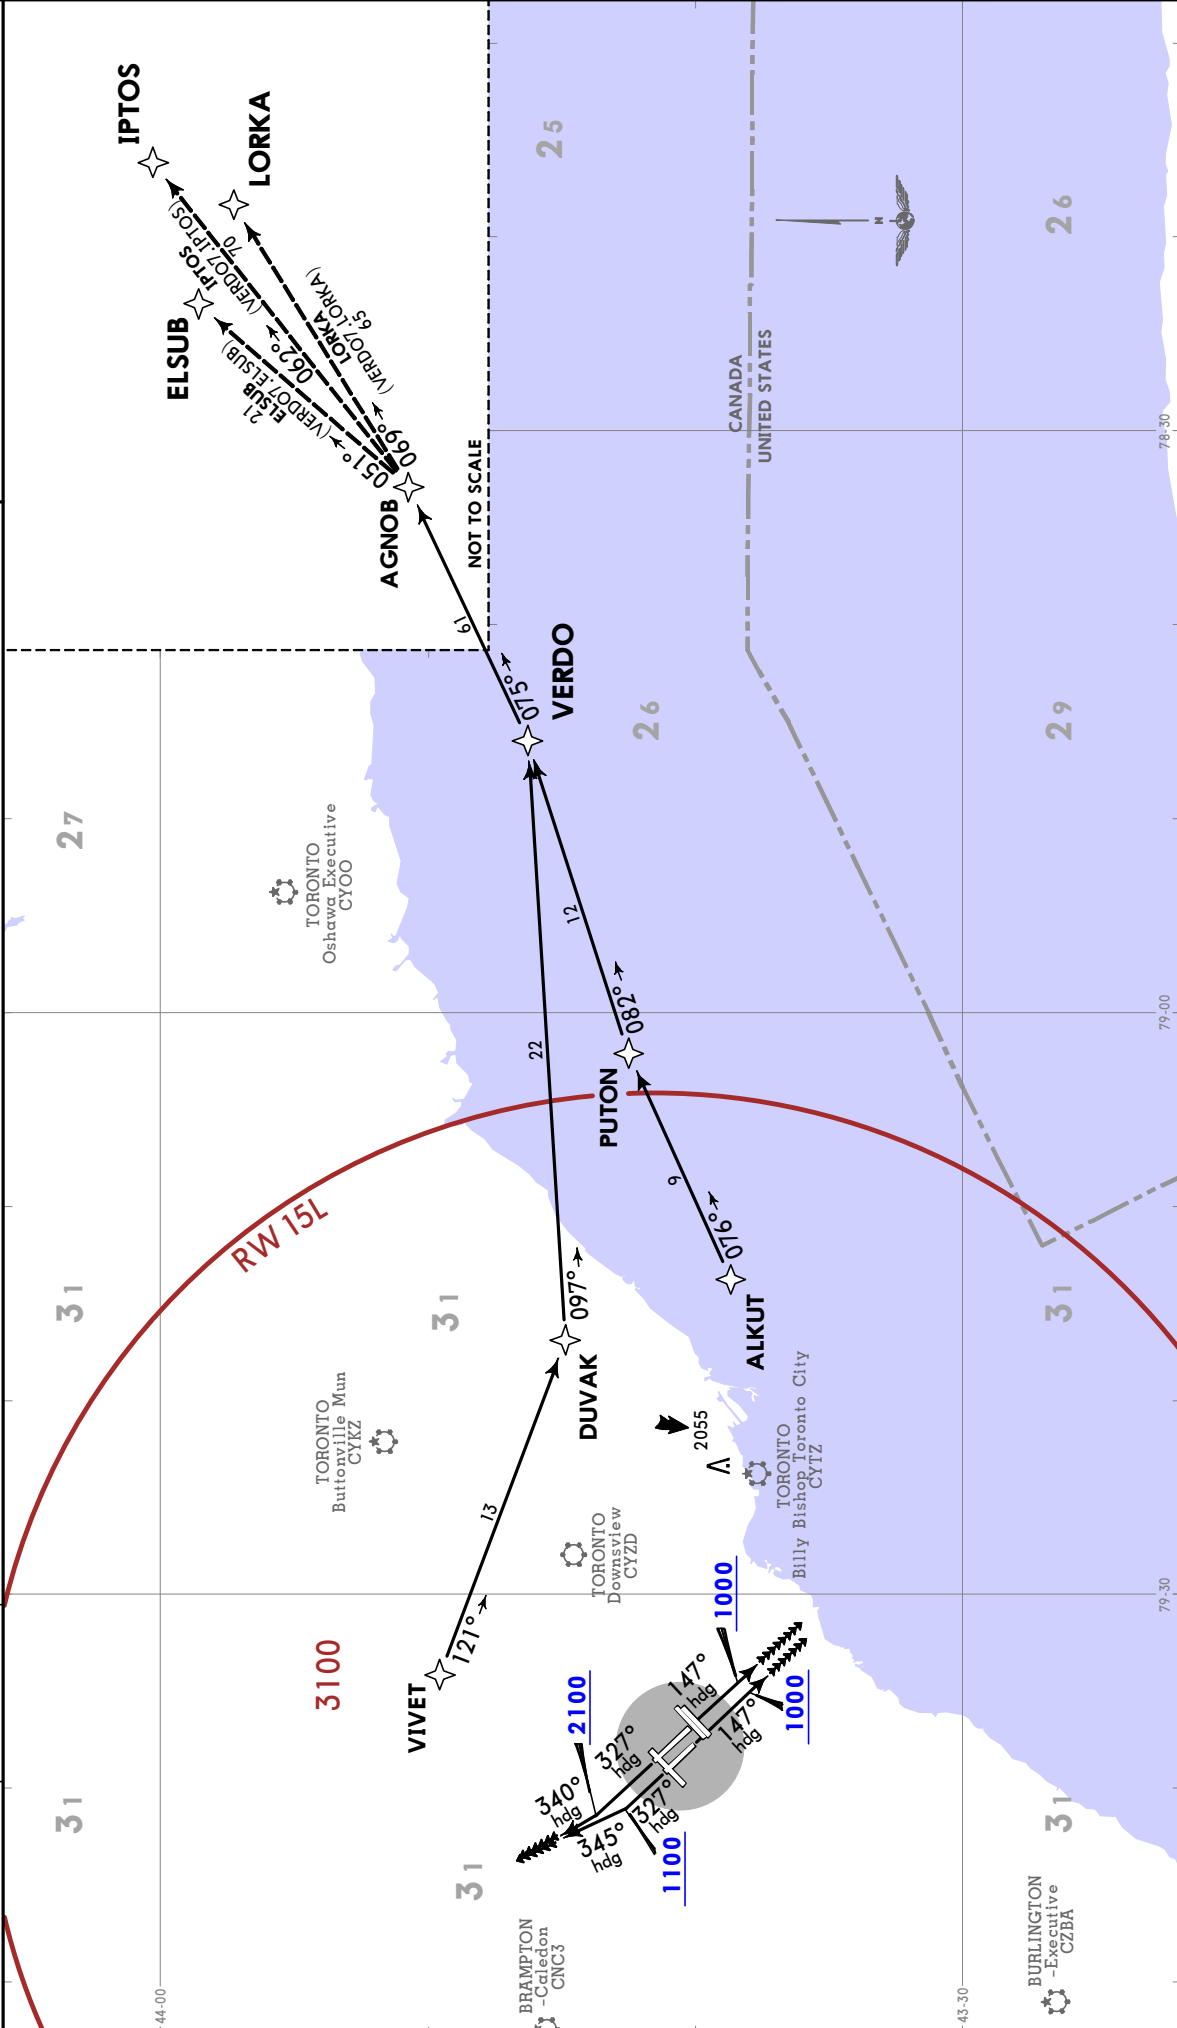 IPTOS
LORKA
ELSUB
IPTOS
(VERDO7.IPTOS)
70
062°
LORKA
(VERDO7.LORKA)
65
069°
21
ELSUB
(VERDO7.ELSUB)
051°
AGNOB
NOT TO SCALE
61
075°
VERDO
25
26
CANADA
UNITED STATES
N
78-30
27
TORONTO
Oshawa Executive
CYOO
26
29
12
22
082°
PUTON
79-00
RW 15L
9
076°
ALKUT
097°
DUVAK
31
31
31
TORONTO
Buttonville Mun
CYKZ
13
121°
VIVET
3100
TORONTO
Downsview
CYZD
2055
TORONTO
Billy Bishop Toronto City
CYTZ
79-30
1000
147°
hdg
1000
147°
hdg
2100
327°
hdg
340°
hdg
327°
hdg
345°
hdg
1100
31
31
31
BRAMPTON
-Caledon
CNC3
BURLINGTON
-Executive
CZBA
44-00
43-30